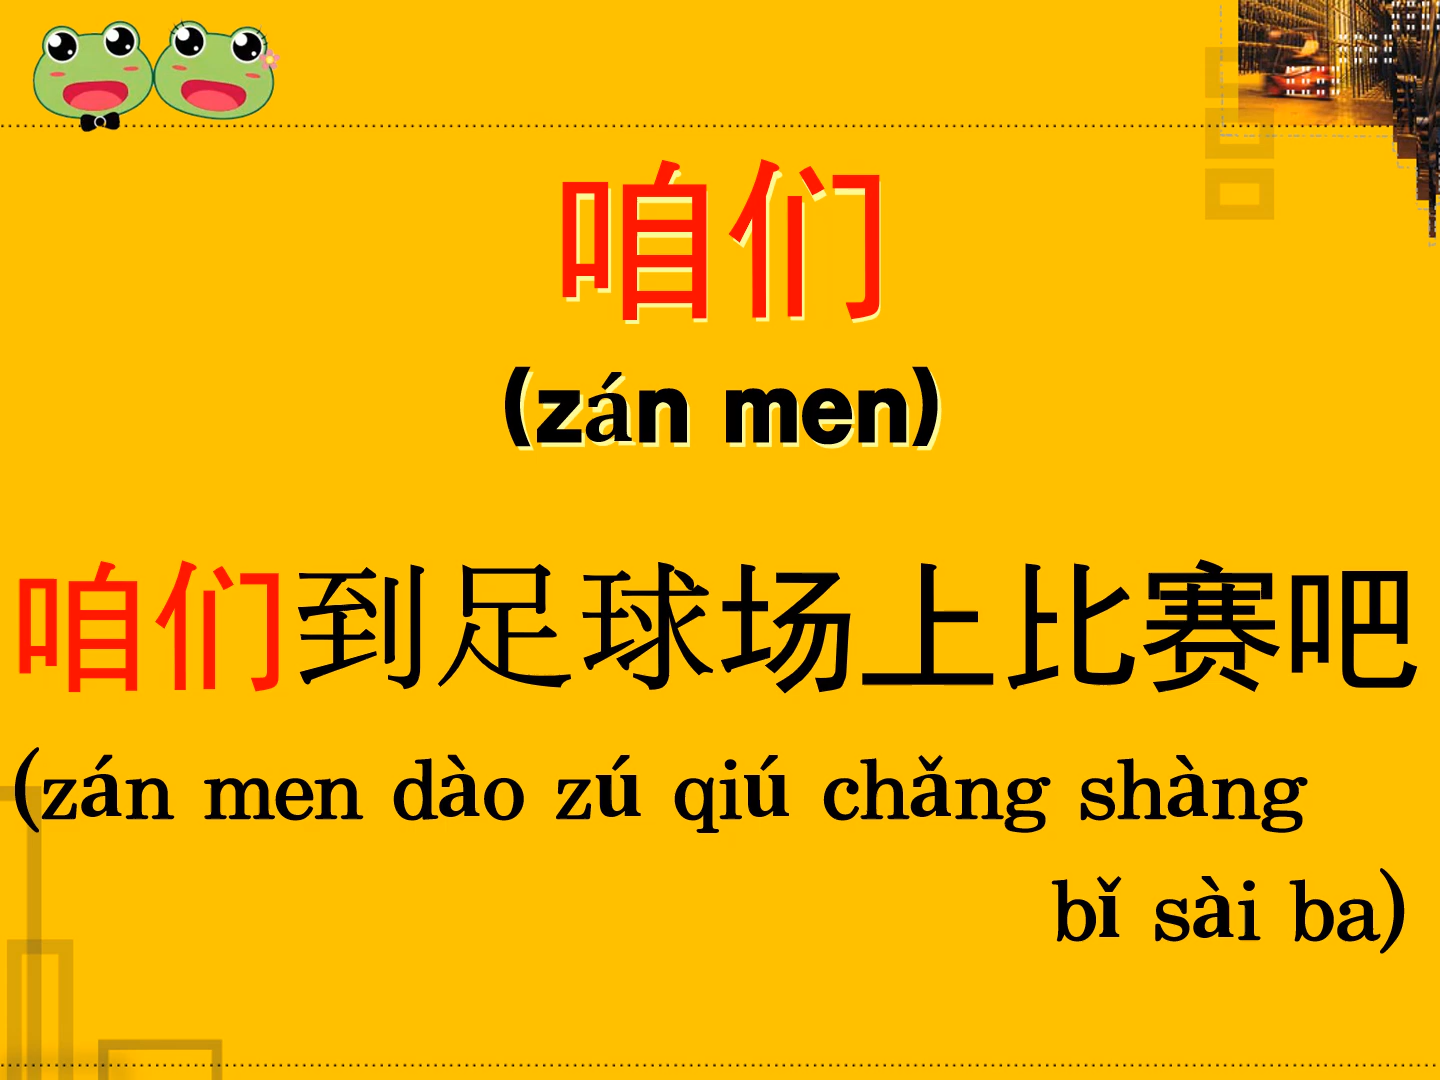 咱们
(zán men)
咱们到足球场上比赛吧
(zán men dào zú qiú chǎng shàng
bǐ sài ba)